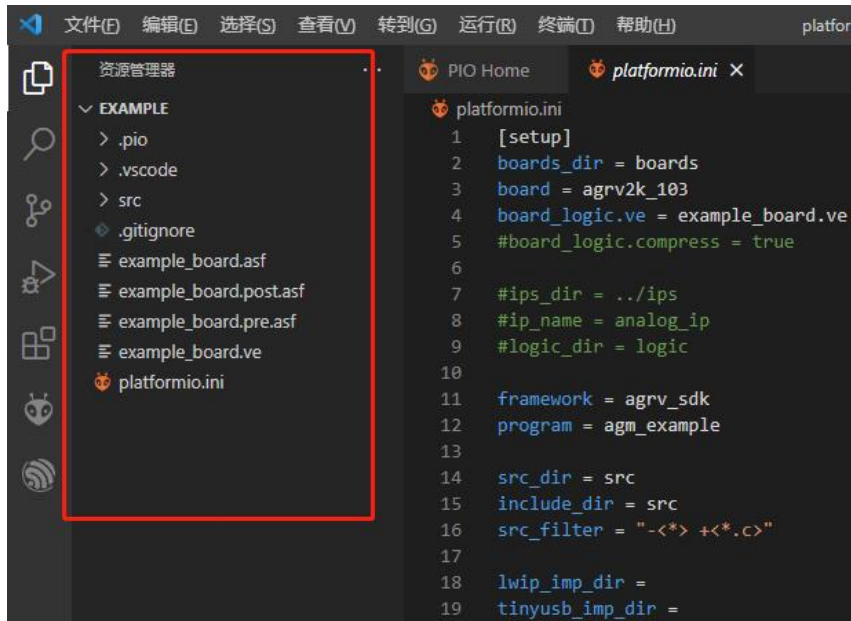 文件(F) 编辑(E) 选择(S) 查看(V) 转到(G) 运行(R) 终端(T) 帮助(H) platfor
资源管理器 ···
EXAMPLE
.pio
.vscode
src
.gitignore
example_board.asf
example_board.post.asf
example_board.pre.asf
example_board.ve
platformio.ini
PIO Home platformio.ini
platformio.ini
1 [setup]
2 boards_dir = boards
3 board = agrv2k_103
4 board_logic.ve = example_board.ve
5 #board_logic.compress = true
6
7 #ips_dir = ../ips
8 #ip_name = analog_ip
9 #logic_dir = logic
10
11 framework = agrv_sdk
12 program = agm_example
13
14 src_dir = src
15 include_dir = src
16 src_filter = "-<*> +<*.c>"
17
18 lwip_imp_dir =
19 tinyusb_imp_dir =